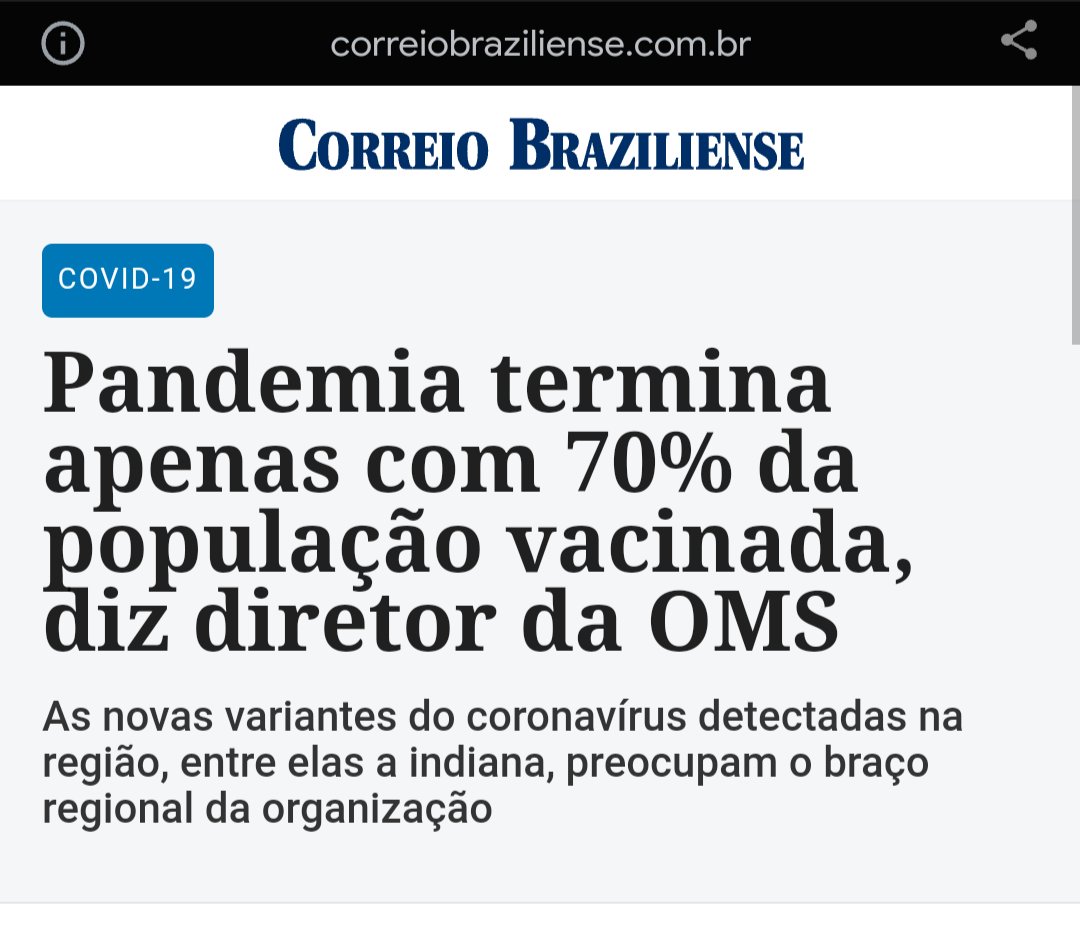 correiobraziliense.com.br
CORREIO BRAZILIENSE
COVID-19
Pandemia termina
apenas com 70% da
população vacinada,
diz diretor da OMS
As novas variantes do coronavírus detectadas na
região, entre elas a indiana, preocupam o braço
regional da organização